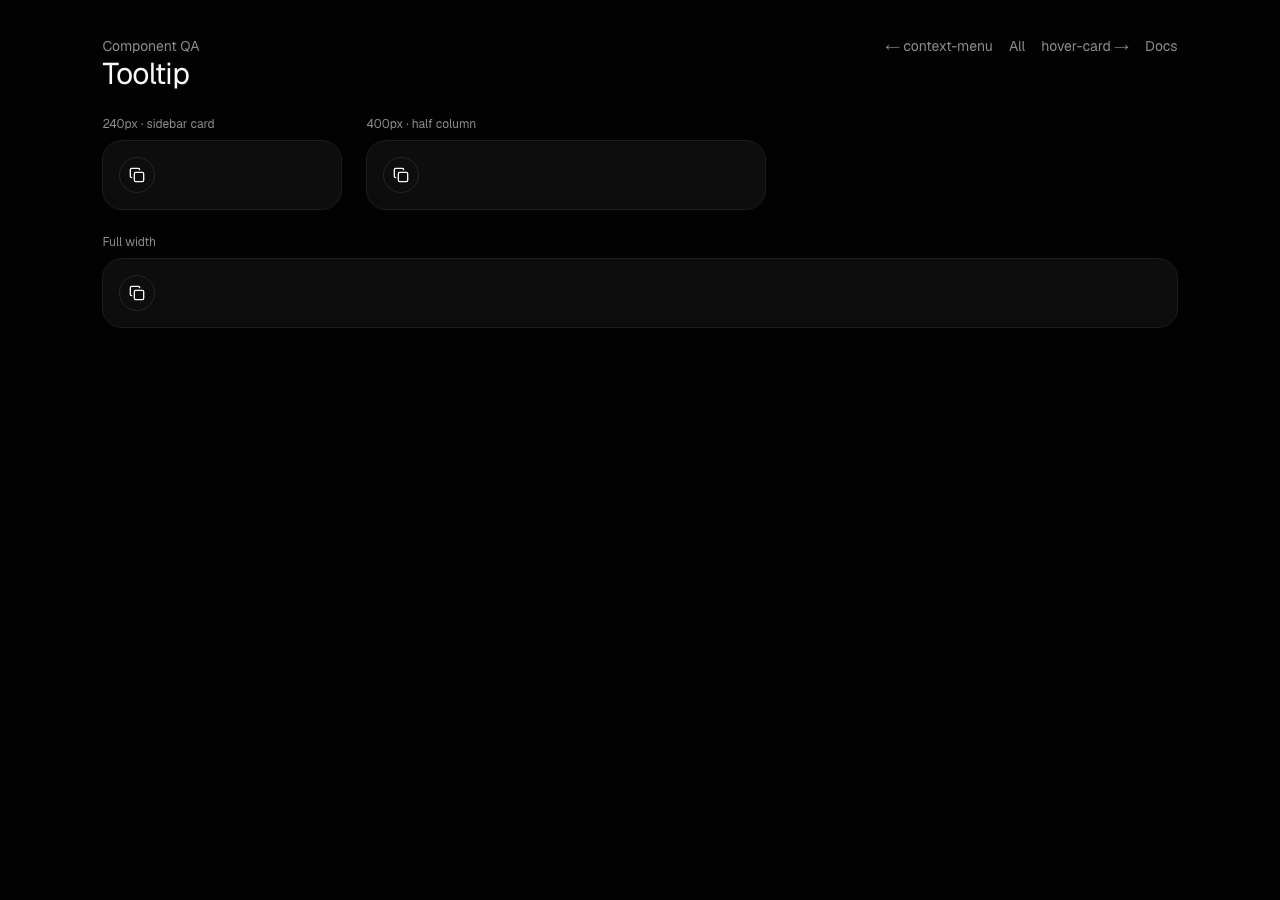 Component QA
Tooltip
← context-menu All hover-card → Docs
240px · sidebar card
400px · half column
Full width